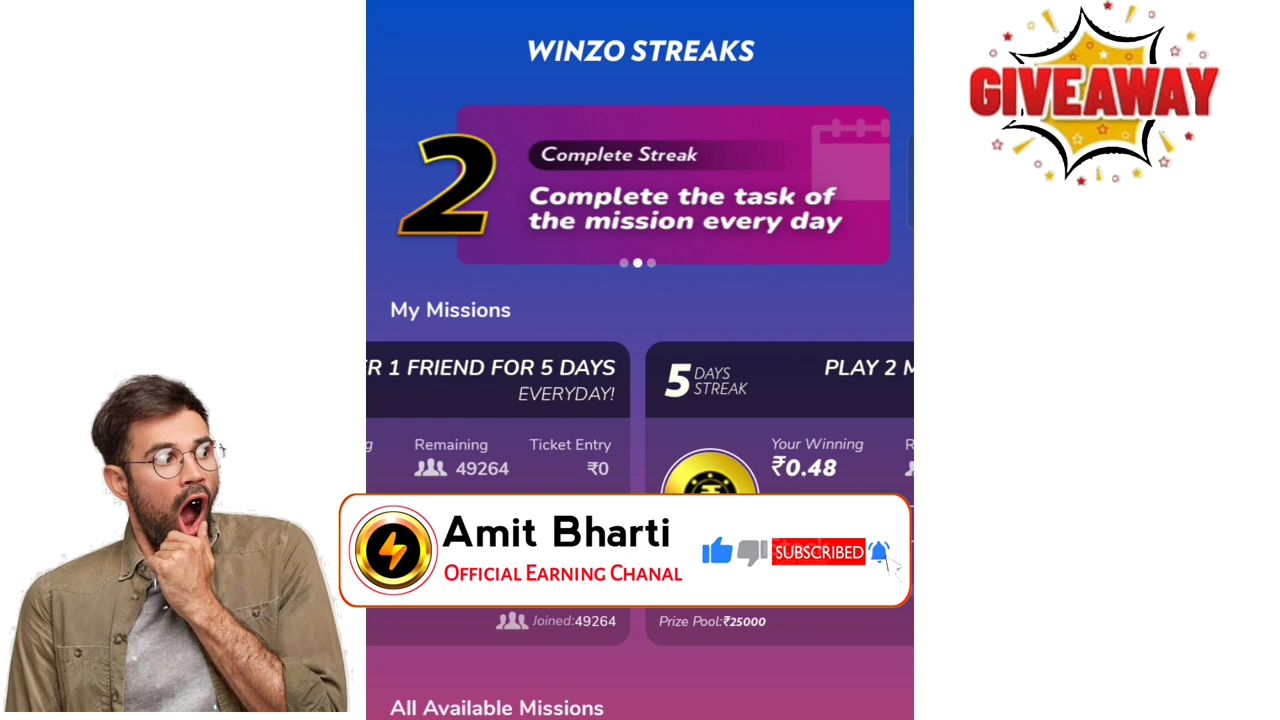 WINZO STREAKS
GIVEAWAY
2
Complete Streak
Complete the task of
the mission every day
My Missions
R 1 FRIEND FOR 5 DAYS
EVERYDAY!
Remaining
49264
Ticket Entry
₹0
5 DAYS
STREAK
PLAY 2
Your Winning
₹0.48
Amit Bharti
OFFICIAL EARNING CHANAL
SUBSCRIBED
Joined:49264
Prize Pool:₹25000
All Available Missions